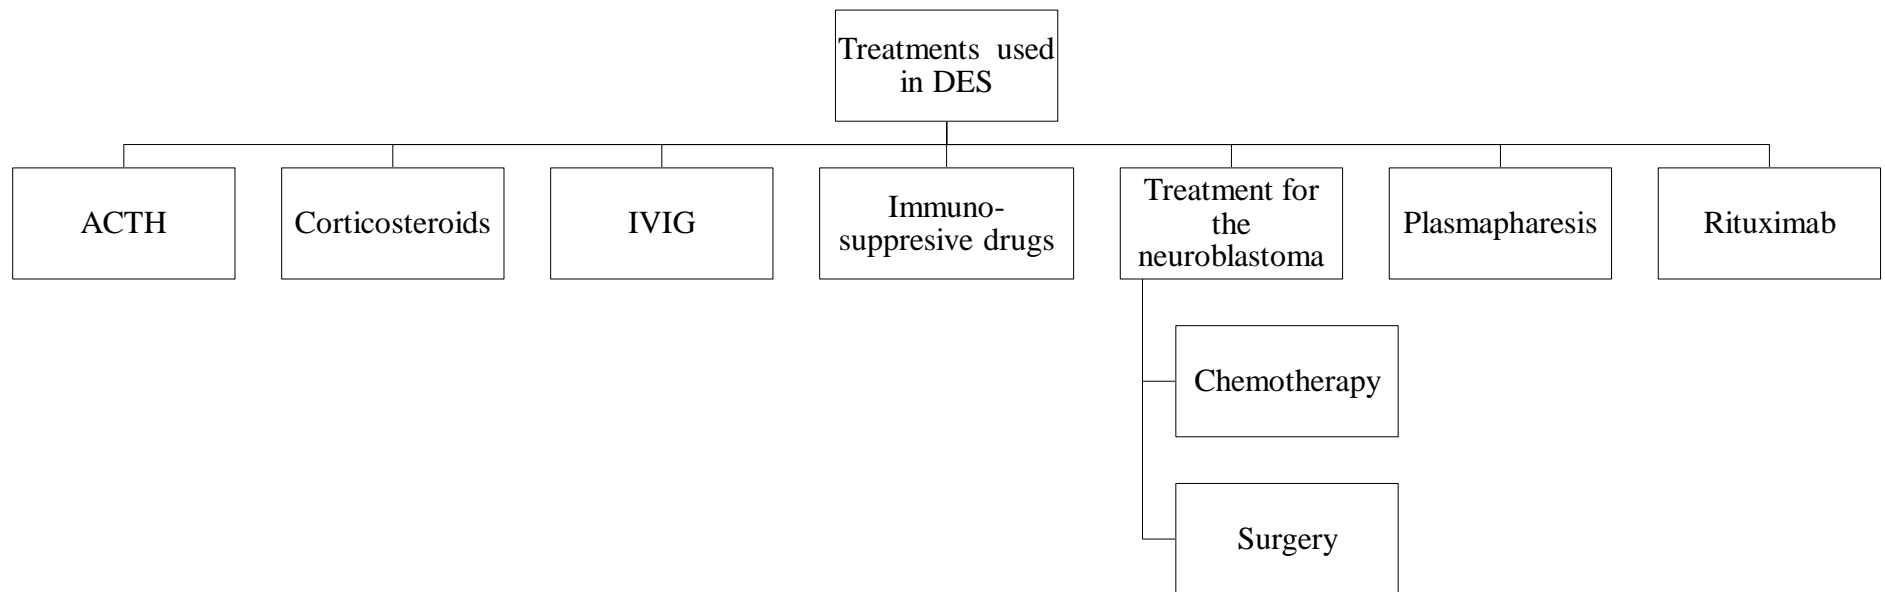 Treatments used
in DES
ACTH
Corticosteroids
IVIG
Immuno-
suppresive drugs
Treatment for
the
neuroblastoma
Plasmapharesis
Rituximab
Chemotherapy
Surgery